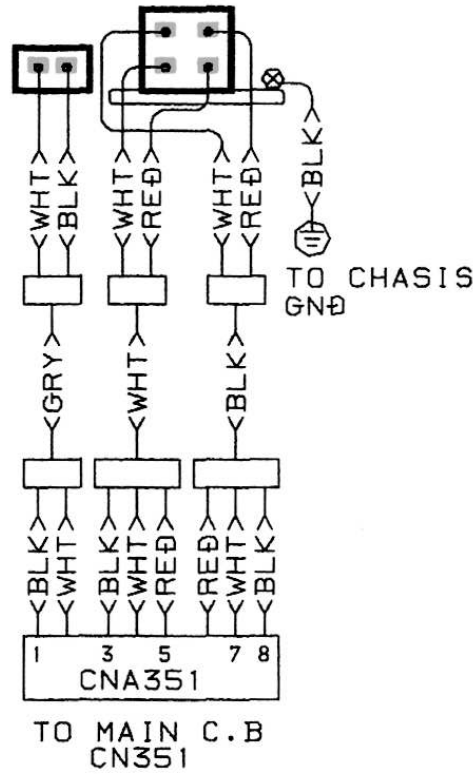 WHT BLK WHT RED WHT RED BLK
TO CHASIS
GND
GRY WHT BLK
BLK WHT BLK WHT RED RED WHT BLK
1 3 5 7 8
CNA351
TO MAIN C.B
CN351